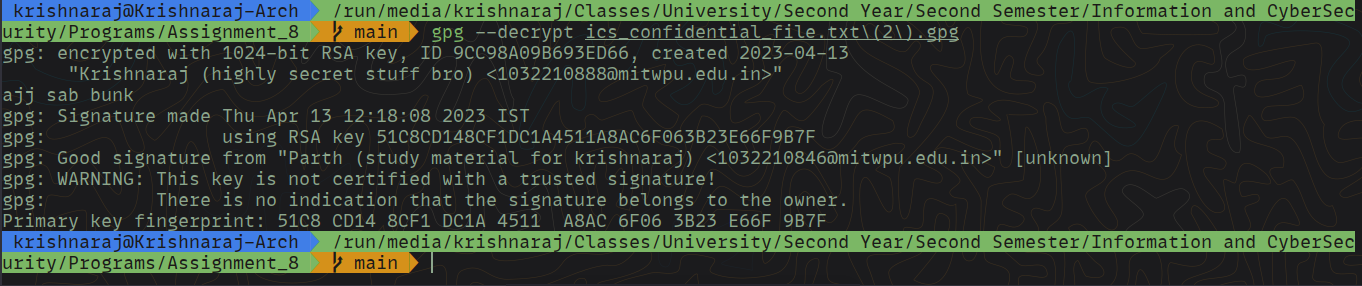 krishnaraj@Krishnaraj-Arch /run/media/krishnaraj/Classes/University/Second Year/Second Semester/Information and CyberSec
urity/Programs/Assignment_8 main gpg --decrypt ics_confidential_file.txt\(2\).gpg
gpg: encrypted with 1024-bit RSA key, ID 9CC98A09B693ED66, created 2023-04-13
"Krishnaraj (highly secret stuff bro) <1032210888@mitwpu.edu.in>"
ajj sab bunk
gpg: Signature made Thu Apr 13 12:18:08 2023 IST
gpg: using RSA key 51C8CD148CF1DC1A4511A8AC6F063B23E66F9B7F
gpg: Good signature from "Parth (study material for krishnaraj) <1032210846@mitwpu.edu.in>" [unknown]
gpg: WARNING: This key is not certified with a trusted signature!
gpg: There is no indication that the signature belongs to the owner.
Primary key fingerprint: 51C8 CD14 8CF1 DC1A 4511  A8AC 6F06 3B23 E66F 9B7F
krishnaraj@Krishnaraj-Arch /run/media/krishnaraj/Classes/University/Second Year/Second Semester/Information and CyberSec
urity/Programs/Assignment_8 main